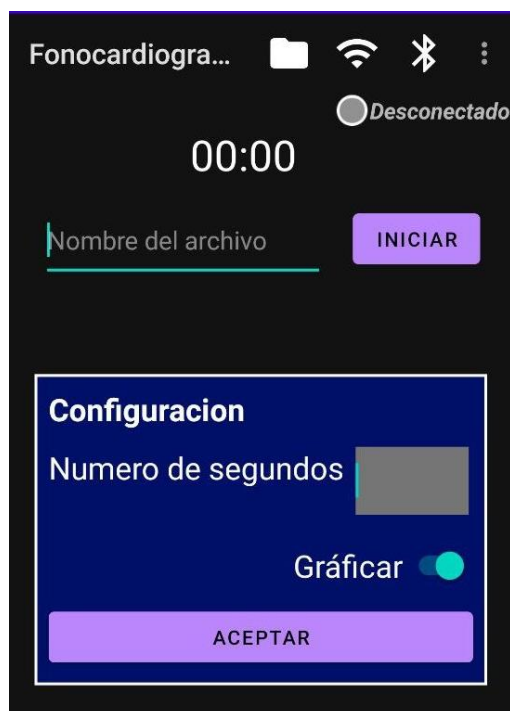 Fonocardiogra...
Desconectado
00:00
Nombre del archivo
INICIAR
Configuracion
Numero de segundos
Gráficar
ACEPTAR